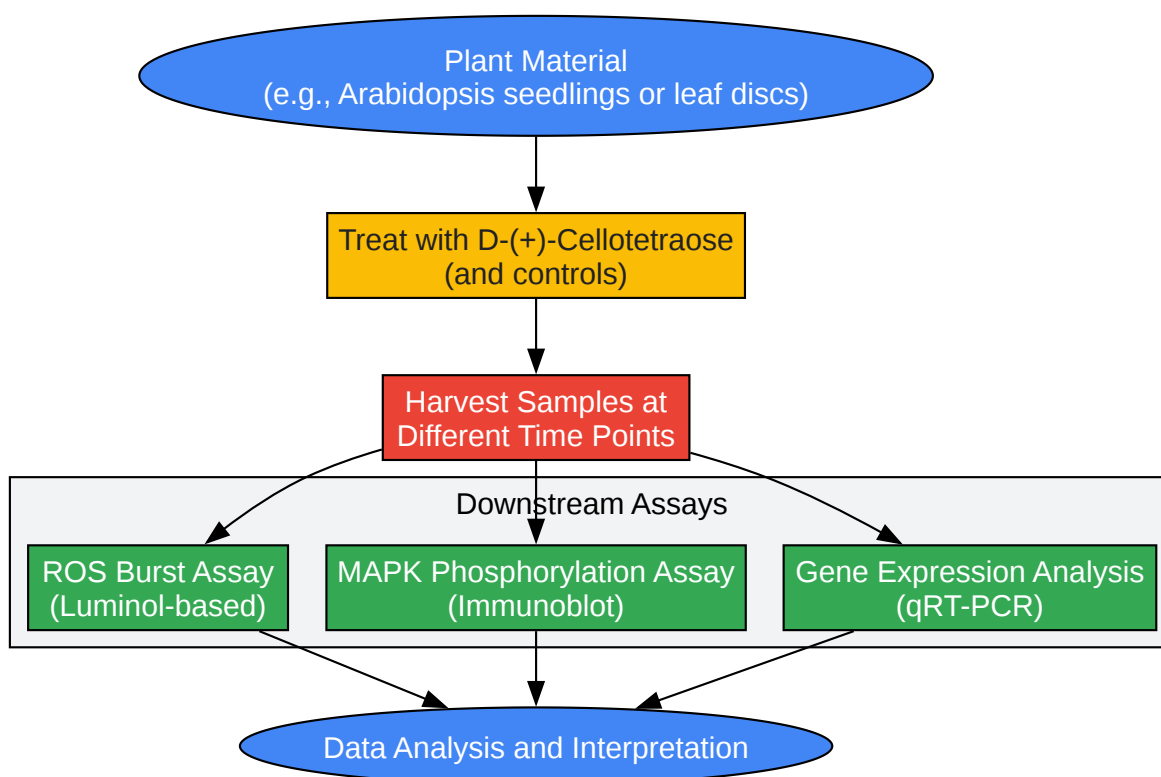 Plant Material
(e.g., Arabidopsis seedlings or leaf discs)
Treat with D-(+)-Cellotetraose
(and controls)
Harvest Samples at
Different Time Points
Downstream Assays
ROS Burst Assay
(Luminol-based)
MAPK Phosphorylation Assay
(Immunoblot)
Gene Expression Analysis
(qRT-PCR)
Data Analysis and Interpretation